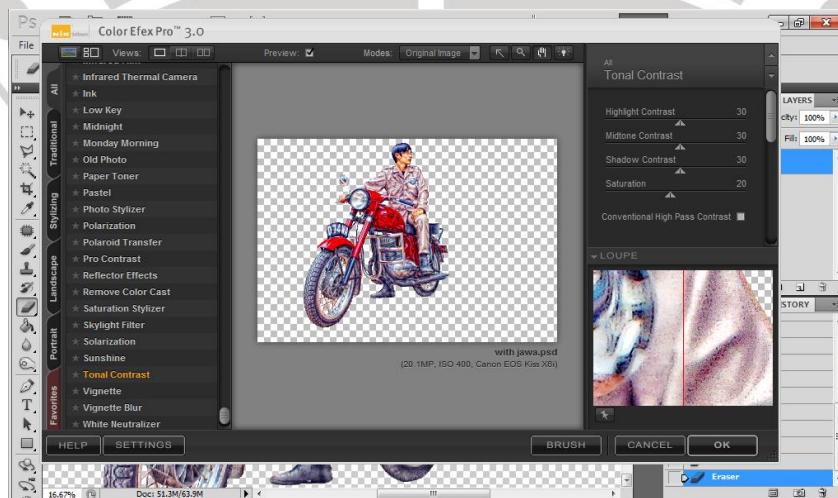 Ps
Color Efex Pro™ 3.0
File
Views:
Preview:
Modes: Original Image
All
Traditional
Stylizing
Landscape
Portrait
Favorites
Infrared Thermal Camera
Ink
Low Key
Midnight
Monday Morning
Old Photo
Paper Toner
Pastel
Photo Stylizer
Polarization
Polaroid Transfer
Pro Contrast
Reflector Effects
Remove Color Cast
Saturation Stylizer
Skylight Filter
Solarization
Sunshine
Tonal Contrast
Vignette
Vignette Blur
White Neutralizer
with jawa.psd
(20.1MP, ISO 400, Canon EOS Kiss X6i)
All
Tonal Contrast
Highlight Contrast 30
Midtone Contrast 30
Shadow Contrast 30
Saturation 20
Conventional High Pass Contrast
LOUPE
LAYERS
city: 100%
Fill: 100%
STORY
HELP
SETTINGS
BRUSH
CANCEL
OK
Eraser
16.67%
Doc: 51.3M/63.9M